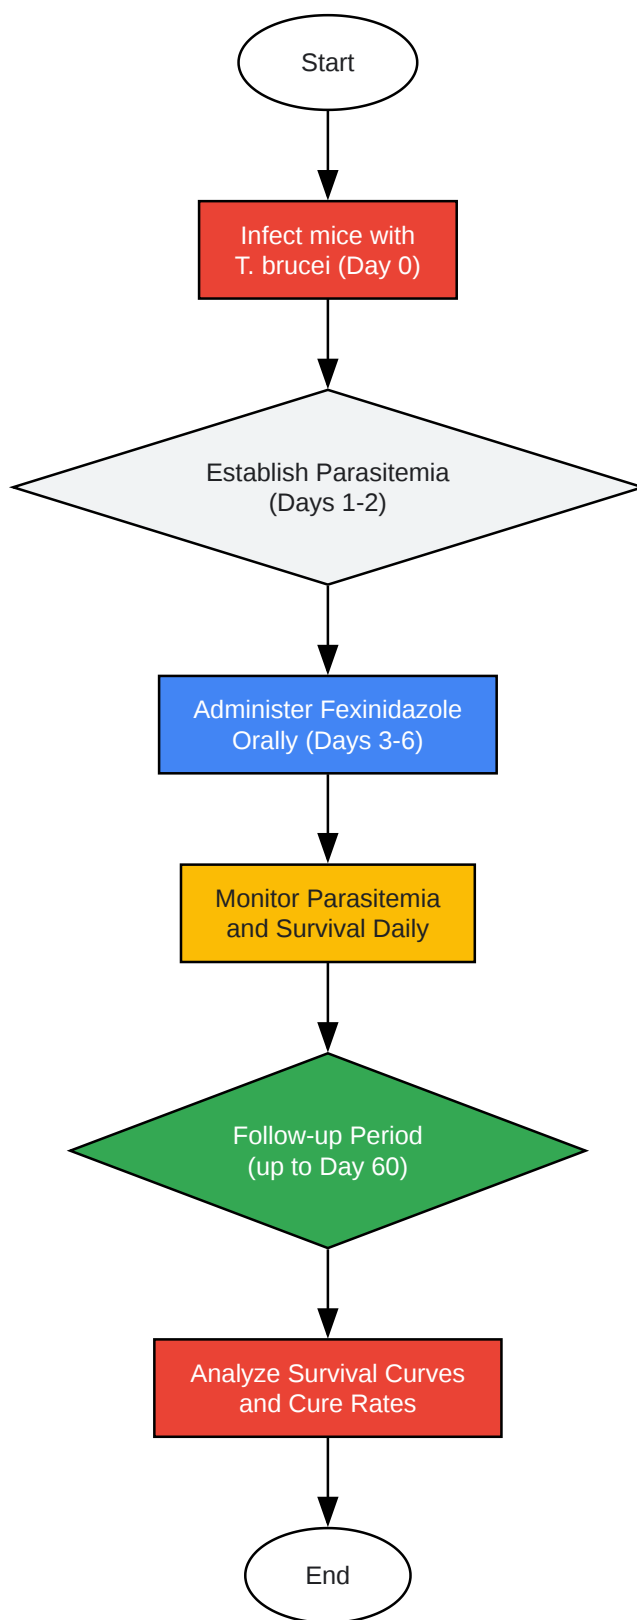 Start
Infect mice with
T. brucei (Day 0)
Establish Parasitemia
(Days 1-2)
Administer Fexinidazole
Orally (Days 3-6)
Monitor Parasitemia
and Survival Daily
Follow-up Period
(up to Day 60)
Analyze Survival Curves
and Cure Rates
End